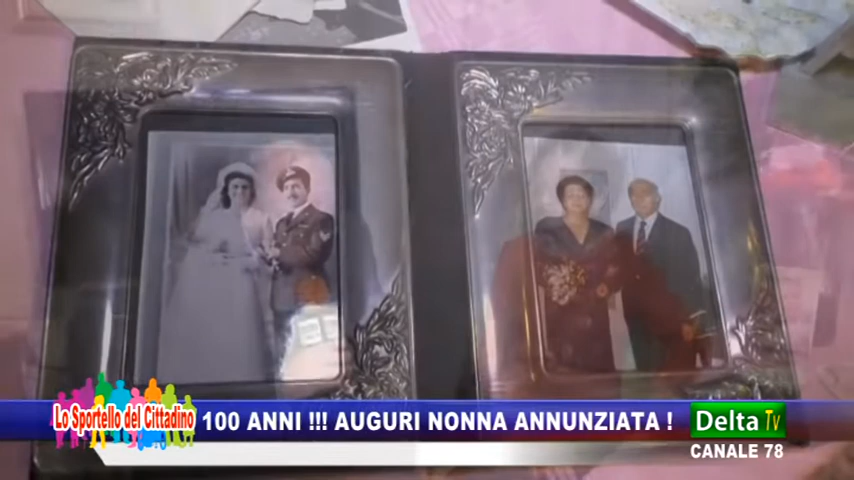 Lo Sportello del Cittadino
100 ANNI !!! AUGURI NONNA ANNUNZIATA !
Delta Tv
CANALE 78